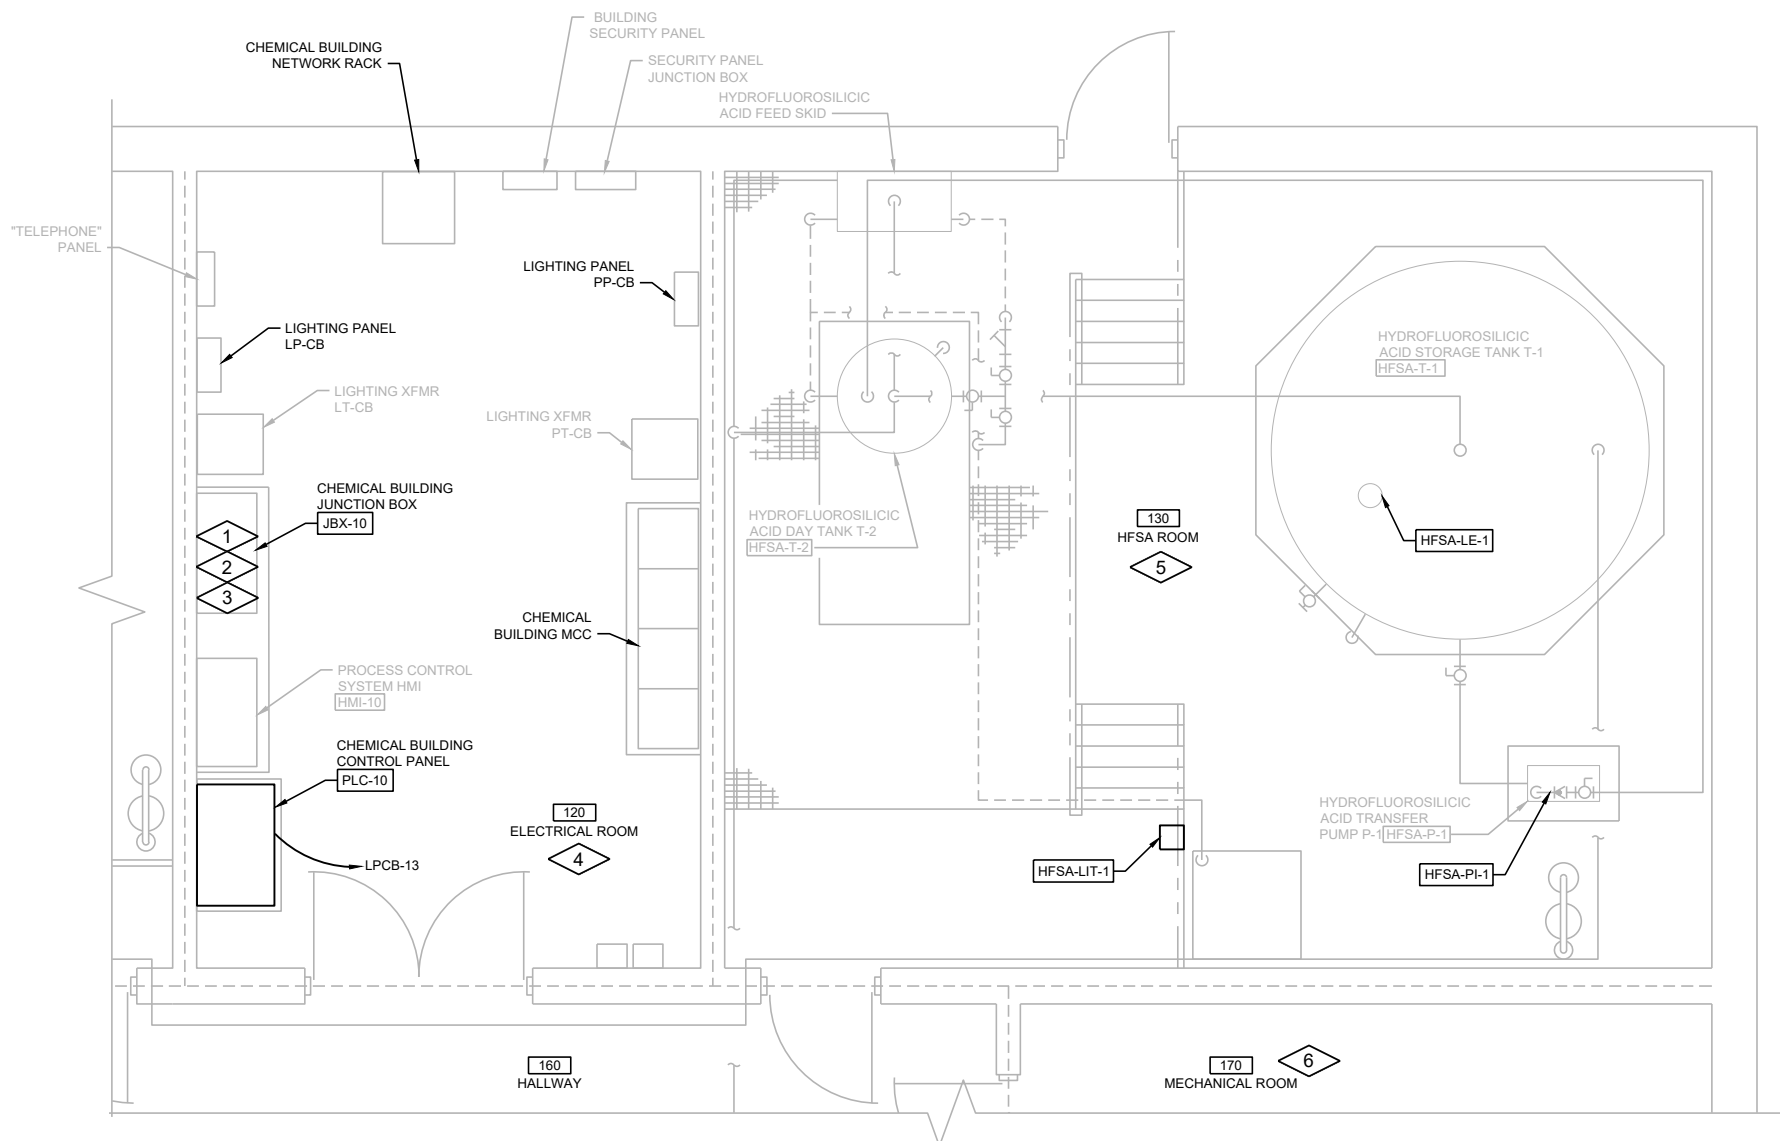 BUILDING
SECURITY PANEL
CHEMICAL BUILDING
NETWORK RACK
SECURITY PANEL
JUNCTION BOX
HYDROFLUOROSILICIC
ACID FEED SKID
"TELEPHONE"
PANEL
LIGHTING PANEL
PP-CB
LIGHTING PANEL
LP-CB
LIGHTING XFMR
LT-CB
LIGHTING XFMR
PT-CB
HYDROFLUOROSILICIC
ACID STORAGE TANK T-1
HFSA-T-1
CHEMICAL BUILDING
JUNCTION BOX
JBX-10
1
2
3
HYDROFLUOROSILICIC
ACID DAY TANK T-2
HFSA-T-2
130
HFSA ROOM
5
HFSA-LE-1
CHEMICAL
BUILDING MCC
PROCESS CONTROL
SYSTEM HMI
HMI-10
CHEMICAL BUILDING
CONTROL PANEL
PLC-10
120
ELECTRICAL ROOM
4
LPCB-13
HYDROFLUOROSILICIC
ACID TRANSFER
PUMP P-1 HFSA-P-1
HFSA-LIT-1
HFSA-PI-1
160
HALLWAY
170
MECHANICAL ROOM
6